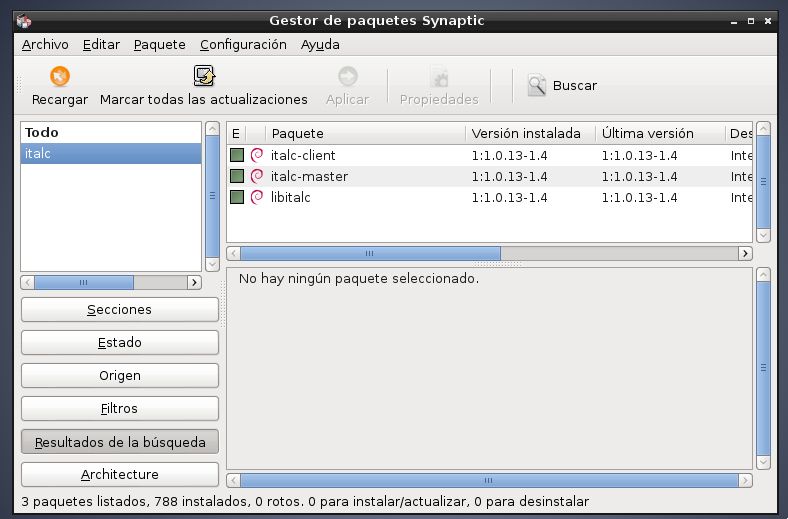 Gestor de paquetes Synaptic
Archivo Editar Paquete Configuración Ayuda
Recargar Marcar todas las actualizaciones Aplicar Propiedades Buscar
Todo
italc
E Paquete Versión instalada Última versión Des
italc-client 1:1.0.13-1.4 1:1.0.13-1.4 Inte
italc-master 1:1.0.13-1.4 1:1.0.13-1.4 Inte
libitalc 1:1.0.13-1.4 1:1.0.13-1.4 Inte
No hay ningún paquete seleccionado.
Secciones
Estado
Origen
Filtros
Resultados de la búsqueda
Architecture
3 paquetes listados, 788 instalados, 0 rotos. 0 para instalar/actualizar, 0 para desinstalar